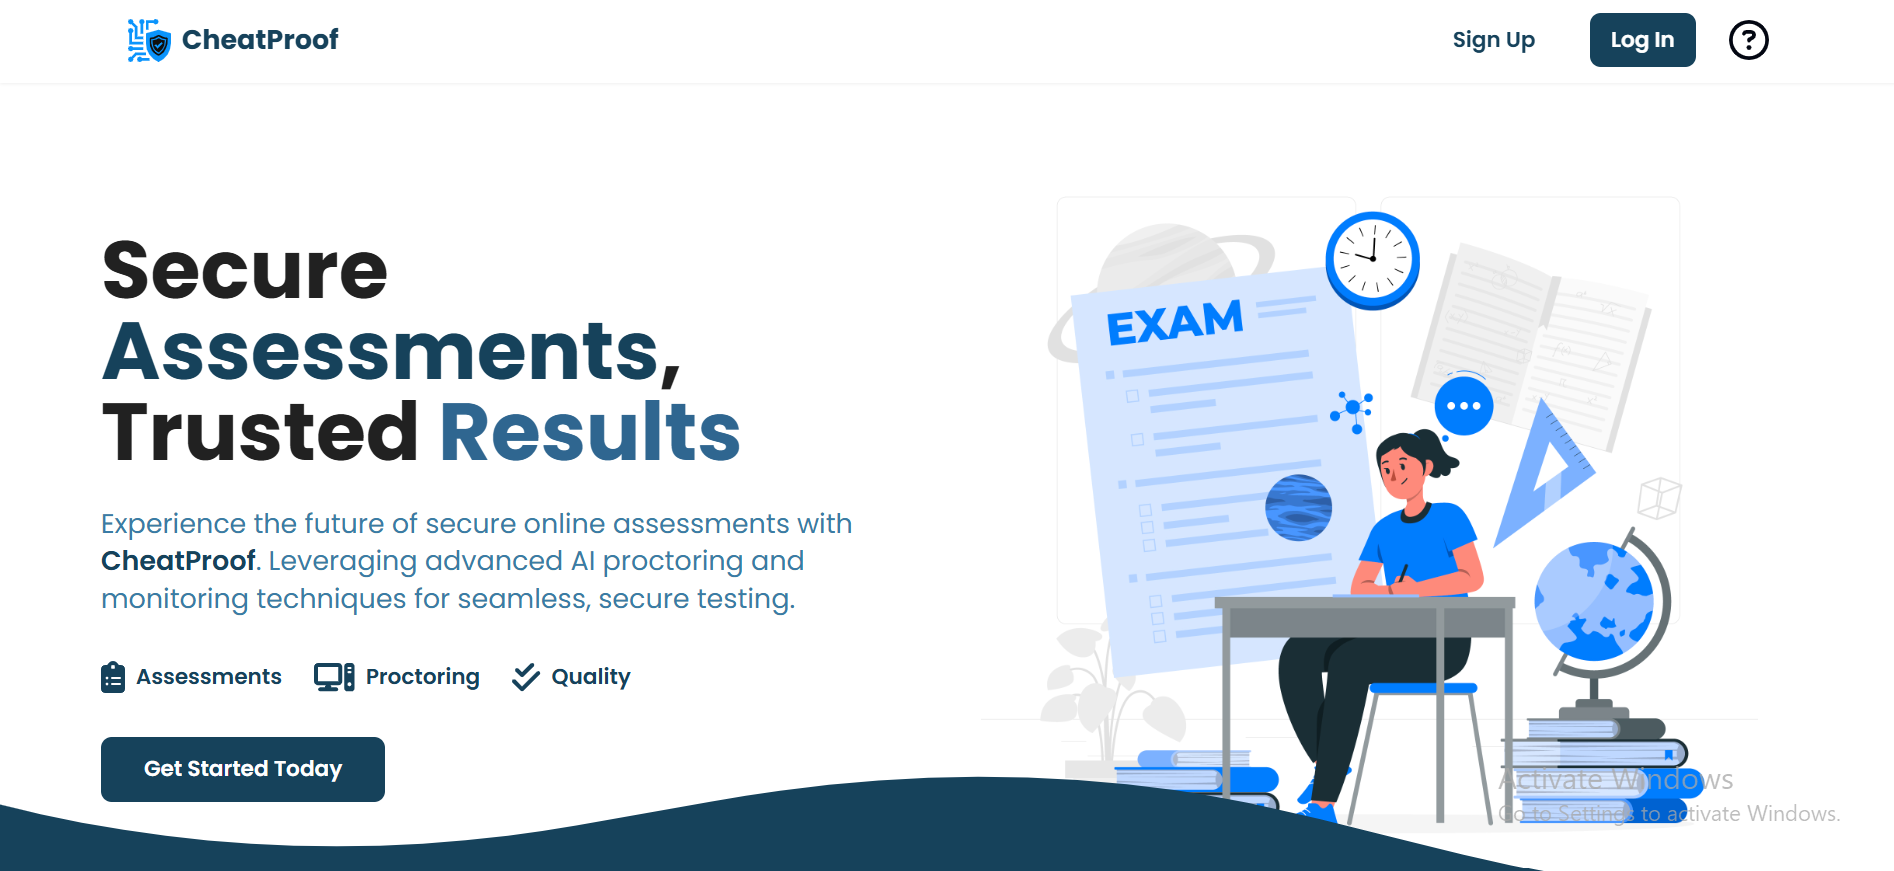 CheatProof
Sign Up
Log In
?
Secure
Assessments,
Trusted Results
Experience the future of secure online assessments with
CheatProof. Leveraging advanced AI proctoring and
monitoring techniques for seamless, secure testing.
Assessments
Proctoring
Quality
Get Started Today
EXAM
Activate Windows
Go to Settings to activate Windows.